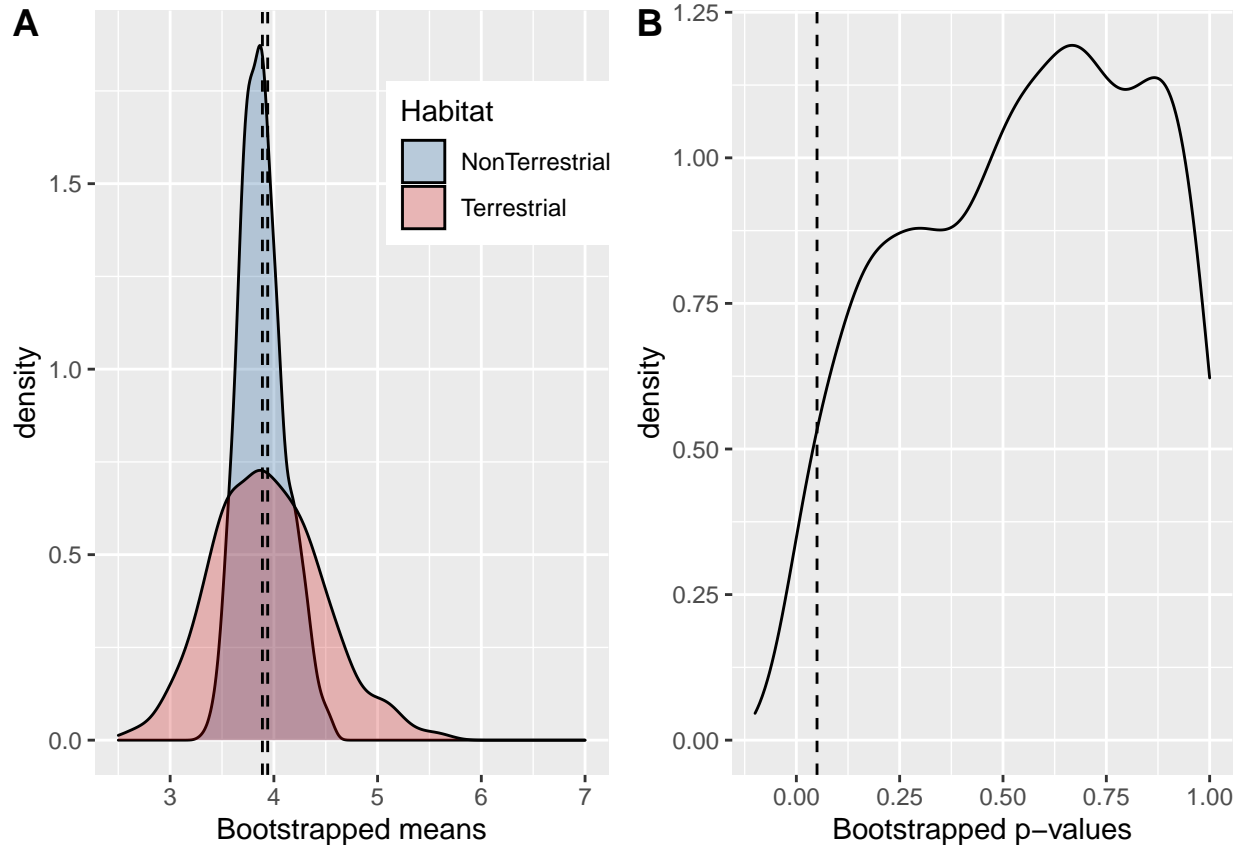 A
density
1.5
1.0
0.5
0.0
Habitat
NonTerrestrial
Terrestrial
3 4 5 6 7
Bootstrapped means
B
density
1.25
1.00
0.75
0.50
0.25
0.00
0.00 0.25 0.50 0.75 1.00
Bootstrapped p−values